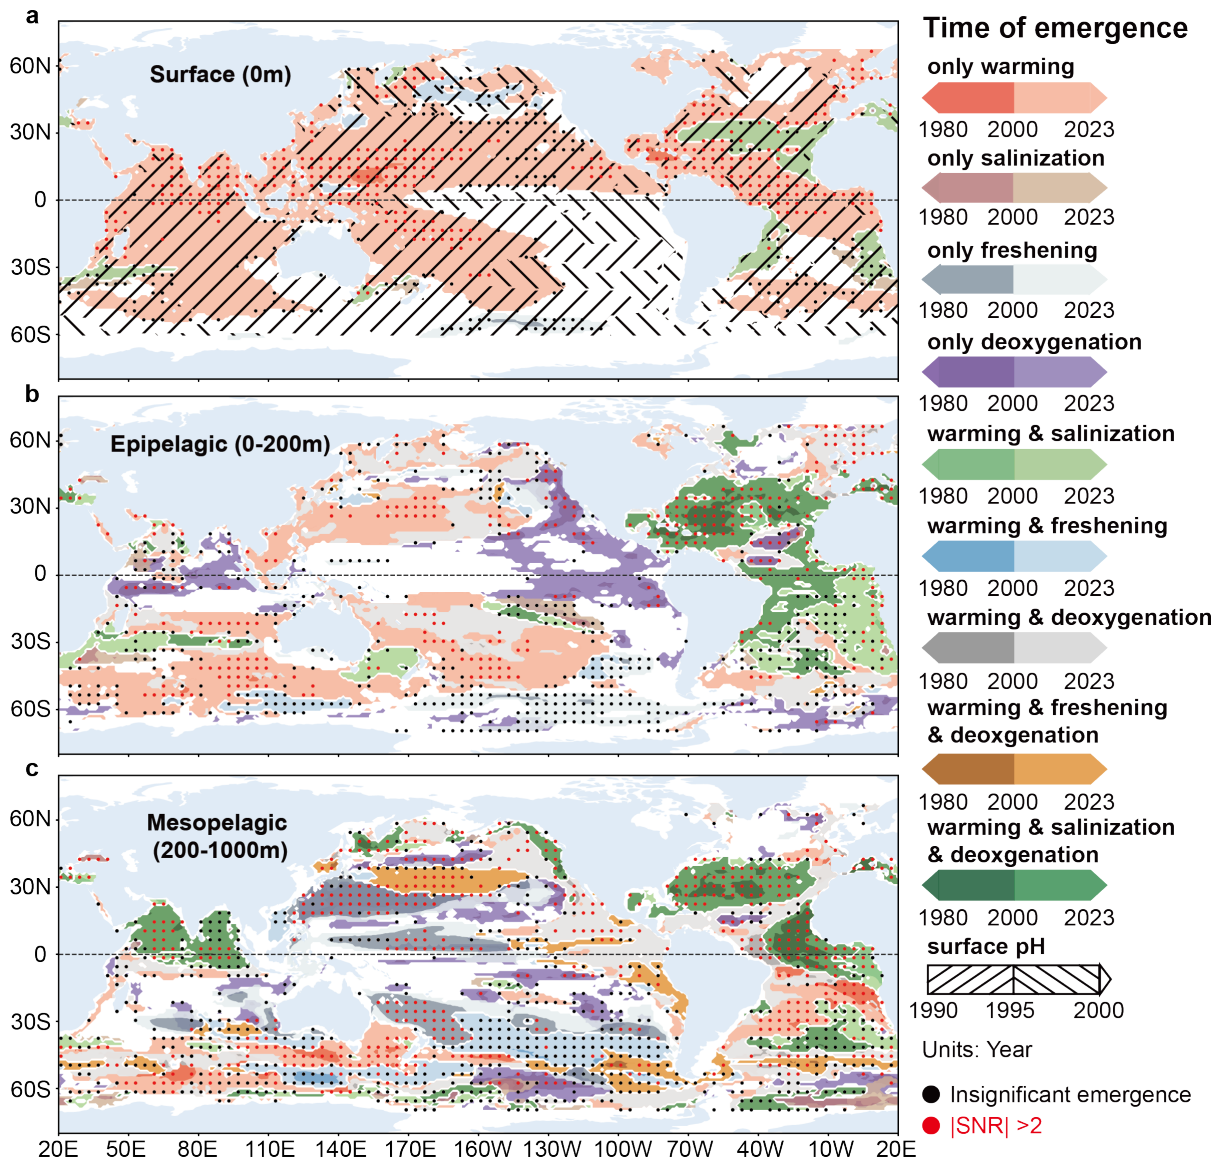 a
Surface (0m)
60N
30N
0
30S
60S
b
Epipelagic (0-200m)
60N
30N
0
30S
60S
c
Mesopelagic
(200-1000m)
60N
30N
0
30S
60S
20E 50E 80E 110E 140E 170E 160W 130W 100W 70W 40W 10W 20E
Time of emergence
only warming
1980 2000 2023
only salinization
1980 2000 2023
only freshening
1980 2000 2023
only deoxygenation
1980 2000 2023
warming & salinization
1980 2000 2023
warming & freshening
1980 2000 2023
warming & deoxygenation
1980 2000 2023
warming & freshening
& deoxgenation
1980 2000 2023
warming & salinization
& deoxgenation
1980 2000 2023
surface pH
1990 1995 2000
Units: Year
Insignificant emergence
|SNR| >2